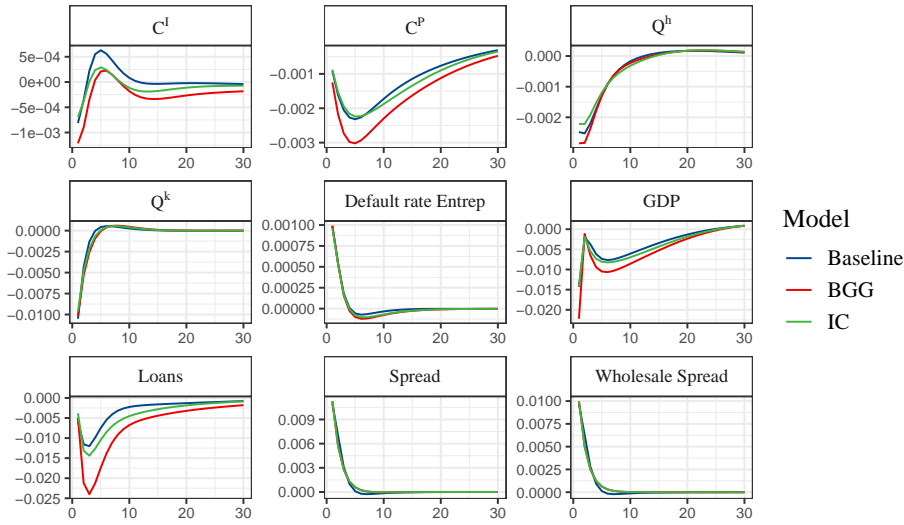 C^I
5e−04
0e+00
−5e−04
−1e−03
0 10 20 30
C^P
−0.001
−0.002
−0.003
0 10 20 30
Q^h
0.000
−0.001
−0.002
0 10 20 30
Q^k
0.0000
−0.0025
−0.0050
−0.0075
−0.0100
0 10 20 30
Default rate Entrep
0.00100
0.00075
0.00050
0.00025
0.00000
0 10 20 30
GDP
0.000
−0.005
−0.010
−0.015
−0.020
0 10 20 30
Loans
0.000
−0.005
−0.010
−0.015
−0.020
−0.025
0 10 20 30
Spread
0.009
0.006
0.003
0.000
0 10 20 30
Wholesale Spread
0.0100
0.0075
0.0050
0.0025
0.0000
0 10 20 30
Model
Baseline
BGG
IC